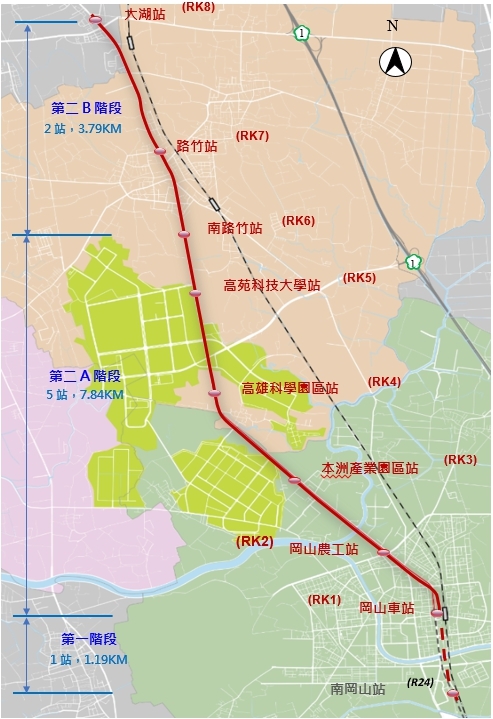 大湖站 (RK8)
1
N
第二B階段
2 站，3.79KM
路竹站 (RK7)
南路竹站 (RK6)
1
高苑科技大學站 (RK5)
第二A階段
5 站，7.84KM
高雄科學園區站 (RK4)
本洲產業園區站 (RK3)
(RK2) 岡山農工站
(RK1) 岡山車站
第一階段
1 站，1.19KM
南岡山站 (R24)